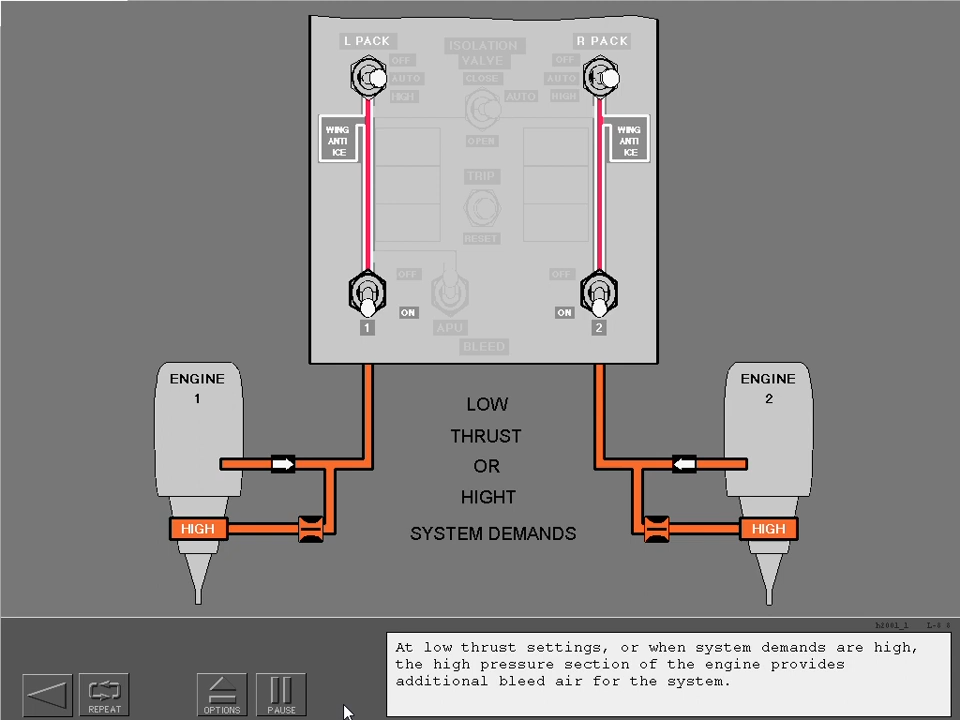 L PACK
R PACK
ISOLATION
VALVE
OFF
AUTO
HIGH
CLOSE
AUTO
OPEN
OFF
AUTO
HIGH
WING
ANTI
ICE
WING
ANTI
ICE
TRIP
RESET
OFF
ON
1
APU
BLEED
OFF
ON
2
ENGINE
1
ENGINE
2
LOW
THRUST
OR
HIGHT
SYSTEM DEMANDS
HIGH
HIGH
At low thrust settings, or when system demands are high,
the high pressure section of the engine provides
additional bleed air for the system.
REPEAT
OPTIONS
PAUSE